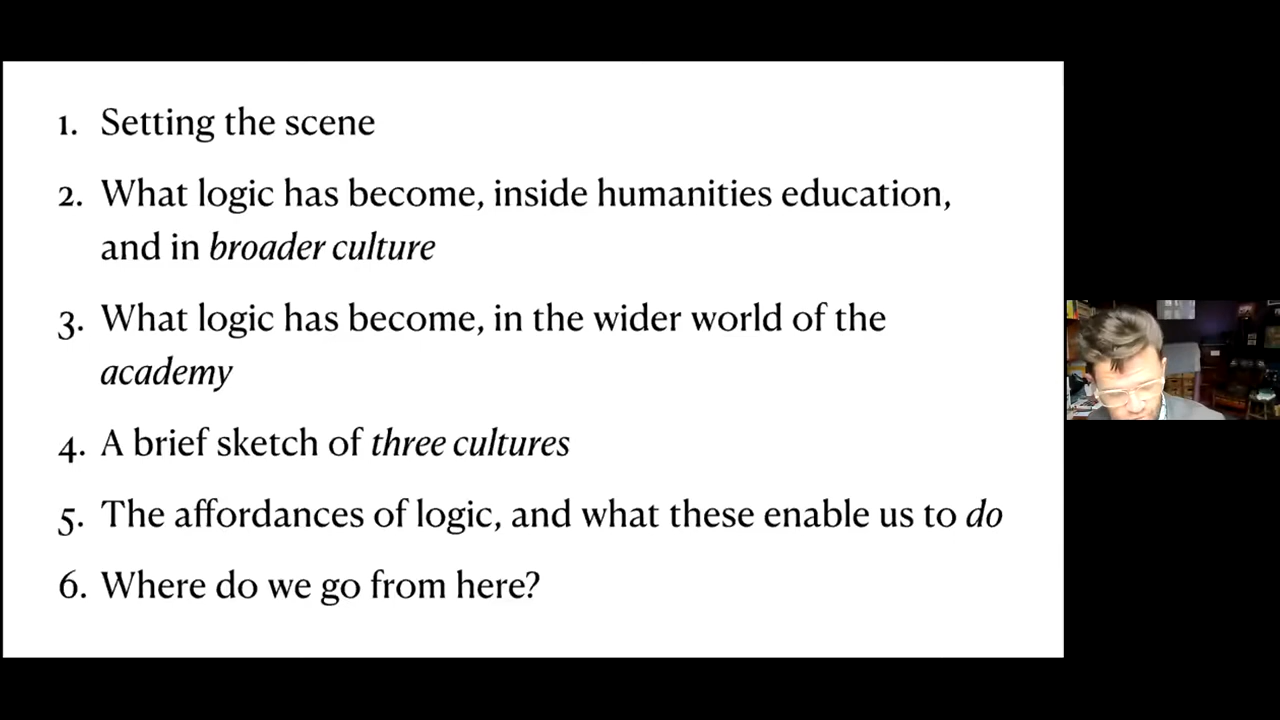 1. Setting the scene
2. What logic has become, inside humanities education,
and in broader culture
3. What logic has become, in the wider world of the
academy
4. A brief sketch of three cultures
5. The affordances of logic, and what these enable us to do
6. Where do we go from here?